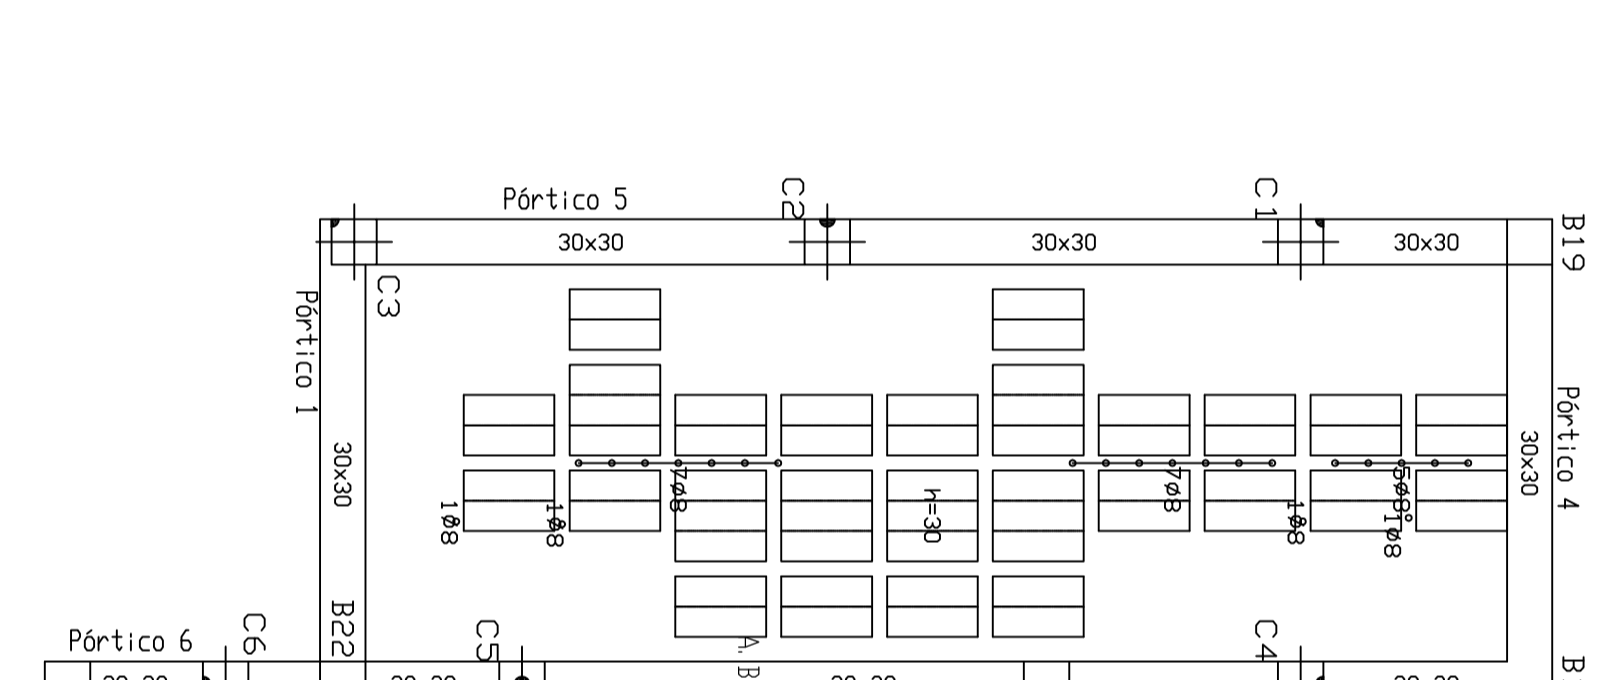 Pórtico 5
C2
C1
B19
30x30
30x30
30x30
C3
Pórtico 1
Pórtico 4
30x30
30x30
7ø8
7ø8
5ø8
h=30
1ø8
1ø8
1ø8
1ø8
B22
C6
Pórtico 6
C5
C4
A. B